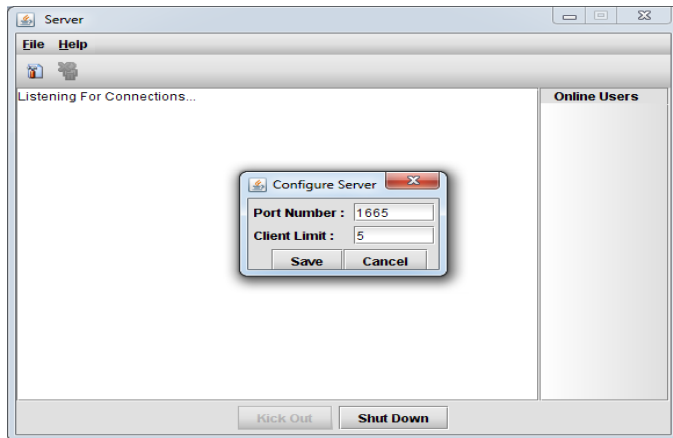 Server
File Help
Listening For Connections...
Online Users
Configure Server
Port Number : 1665
Client Limit : 5
Save Cancel
Kick Out Shut Down